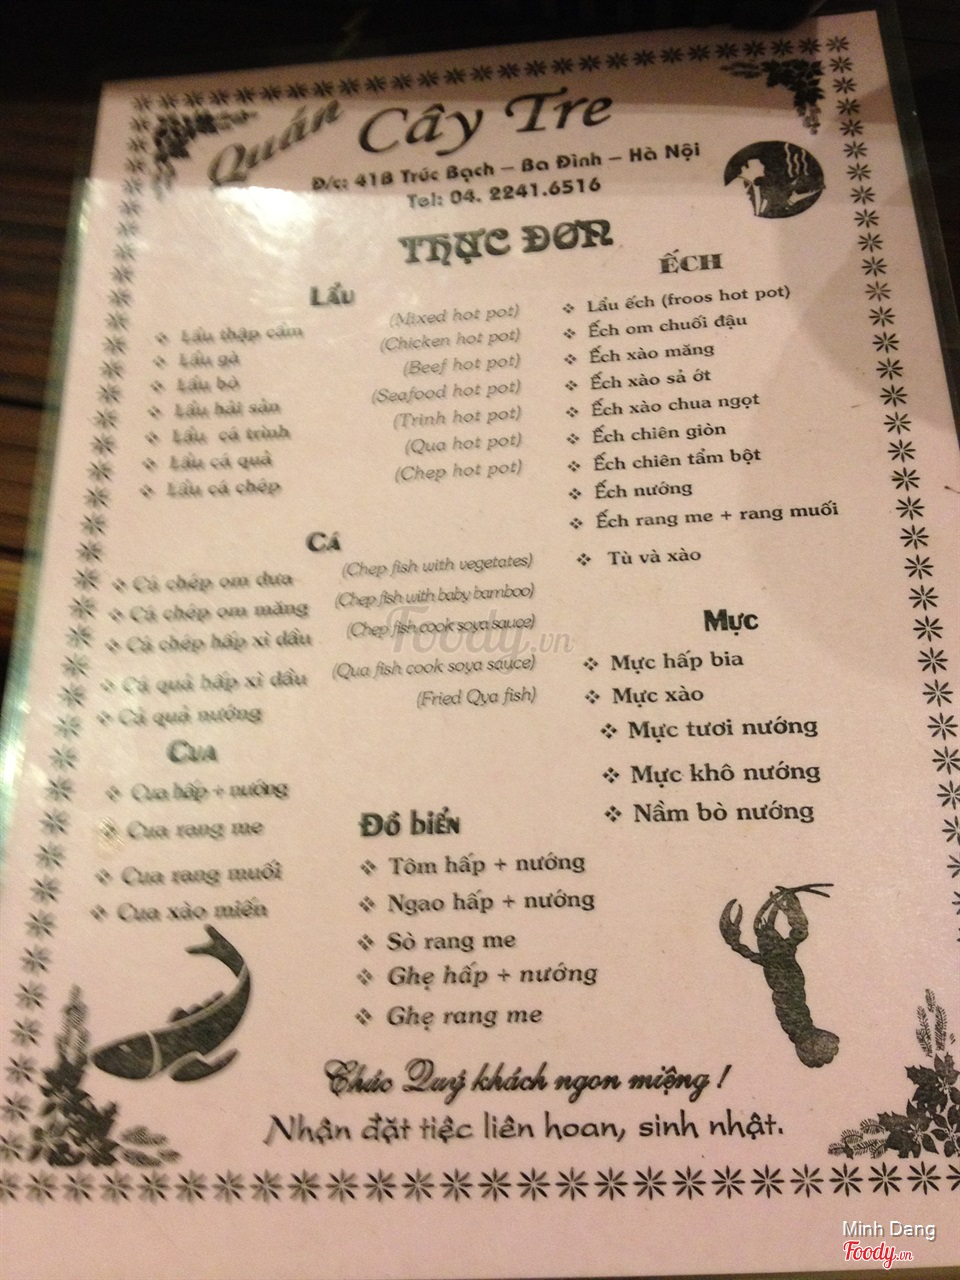 Quán Cây Tre
Đ/c: 41B Trúc Bạch – Ba Đình – Hà Nội
Tel: 04. 2241.6516
THỰC ĐƠN
LẨU
Lẩu thập cẩm (Mixed hot pot)
Lẩu gà (Chicken hot pot)
Lẩu bò (Beef hot pot)
Lẩu hải sản (Seafood hot pot)
Lẩu cá trình (Trinh hot pot)
Lẩu cá quả (Qua hot pot)
Lẩu cá chép (Chep hot pot)
CÁ
Cá chép om dưa (Chep fish with vegetates)
Cá chép om măng (Chep fish with baby bamboo)
Cá chép hấp xì dầu (Chep fish cook soya sauce)
Cá quả hấp xì dầu (Qua fish cook soya sauce)
Cá quả nướng (Fried Qya fish)
CUA
Cua hấp + nướng
Cua rang me
Cua rang muối
Cua xào miến
ẾCH
Lẩu ếch (froos hot pot)
Ếch om chuối đậu
Ếch xào măng
Ếch xào sả ớt
Ếch xào chua ngọt
Ếch chiên giòn
Ếch chiên tẩm bột
Ếch nướng
Ếch rang me + rang muối
Tù và xào
MỰC
Mực hấp bia
Mực xào
Mực tươi nướng
Mực khô nướng
Nầm bò nướng
ĐỒ BIỂN
Tôm hấp + nướng
Ngao hấp + nướng
Sò rang me
Ghẹ hấp + nướng
Ghẹ rang me
Chúc Quý khách ngon miệng !
Nhận đặt tiệc liên hoan, sinh nhật.
Foody.vn
Minh Dang
Foody.vn